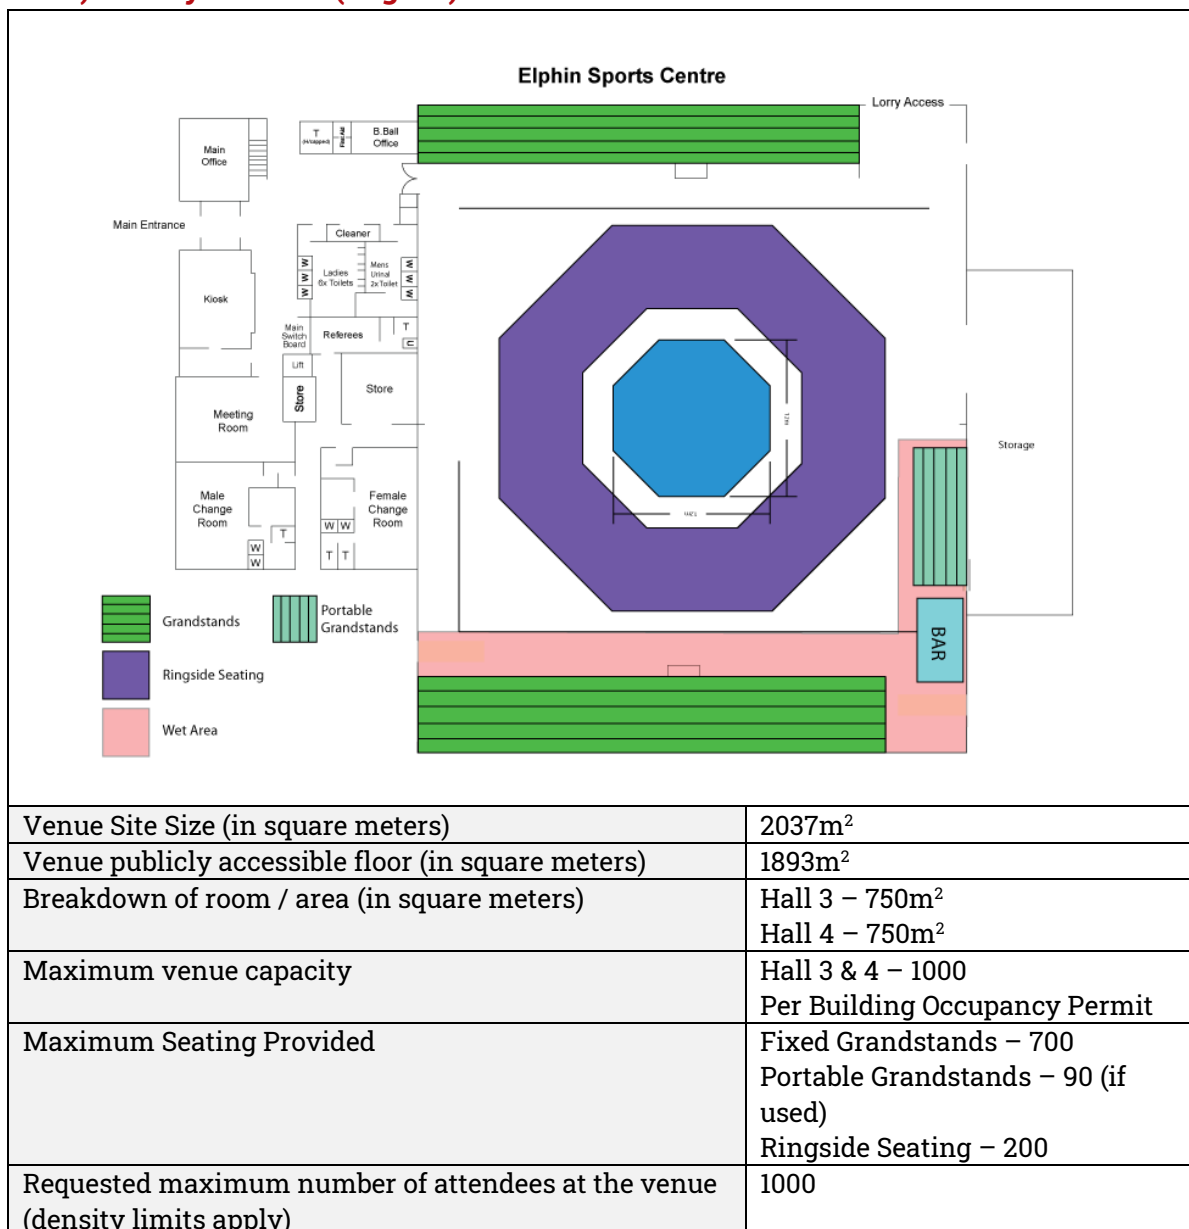 Elphin Sports Centre
Lorry Access
Main
Office
T
(H/capped)
First Aid
B.Ball
Office
Main Entrance
Cleaner
W
W
W
Ladies
6x Toilets
Mens
Urinal
2x Toilet
W
W
W
Kiosk
Main
Switch
Board
Referees
T
U
Lift
Store
Store
Meeting
Room
12m
12m
Storage
Male
Change
Room
T
W
W
Female
Change
Room
W W
T T
Grandstands
Portable
Grandstands
Ringside Seating
Wet Area
BAR
Venue Site Size (in square meters) 2037m²
Venue publicly accessible floor (in square meters) 1893m²
Breakdown of room / area (in square meters) Hall 3 – 750m²
Hall 4 – 750m²
Maximum venue capacity Hall 3 & 4 – 1000
Per Building Occupancy Permit
Maximum Seating Provided Fixed Grandstands – 700
Portable Grandstands – 90 (if
used)
Ringside Seating – 200
Requested maximum number of attendees at the venue 1000
(density limits apply)